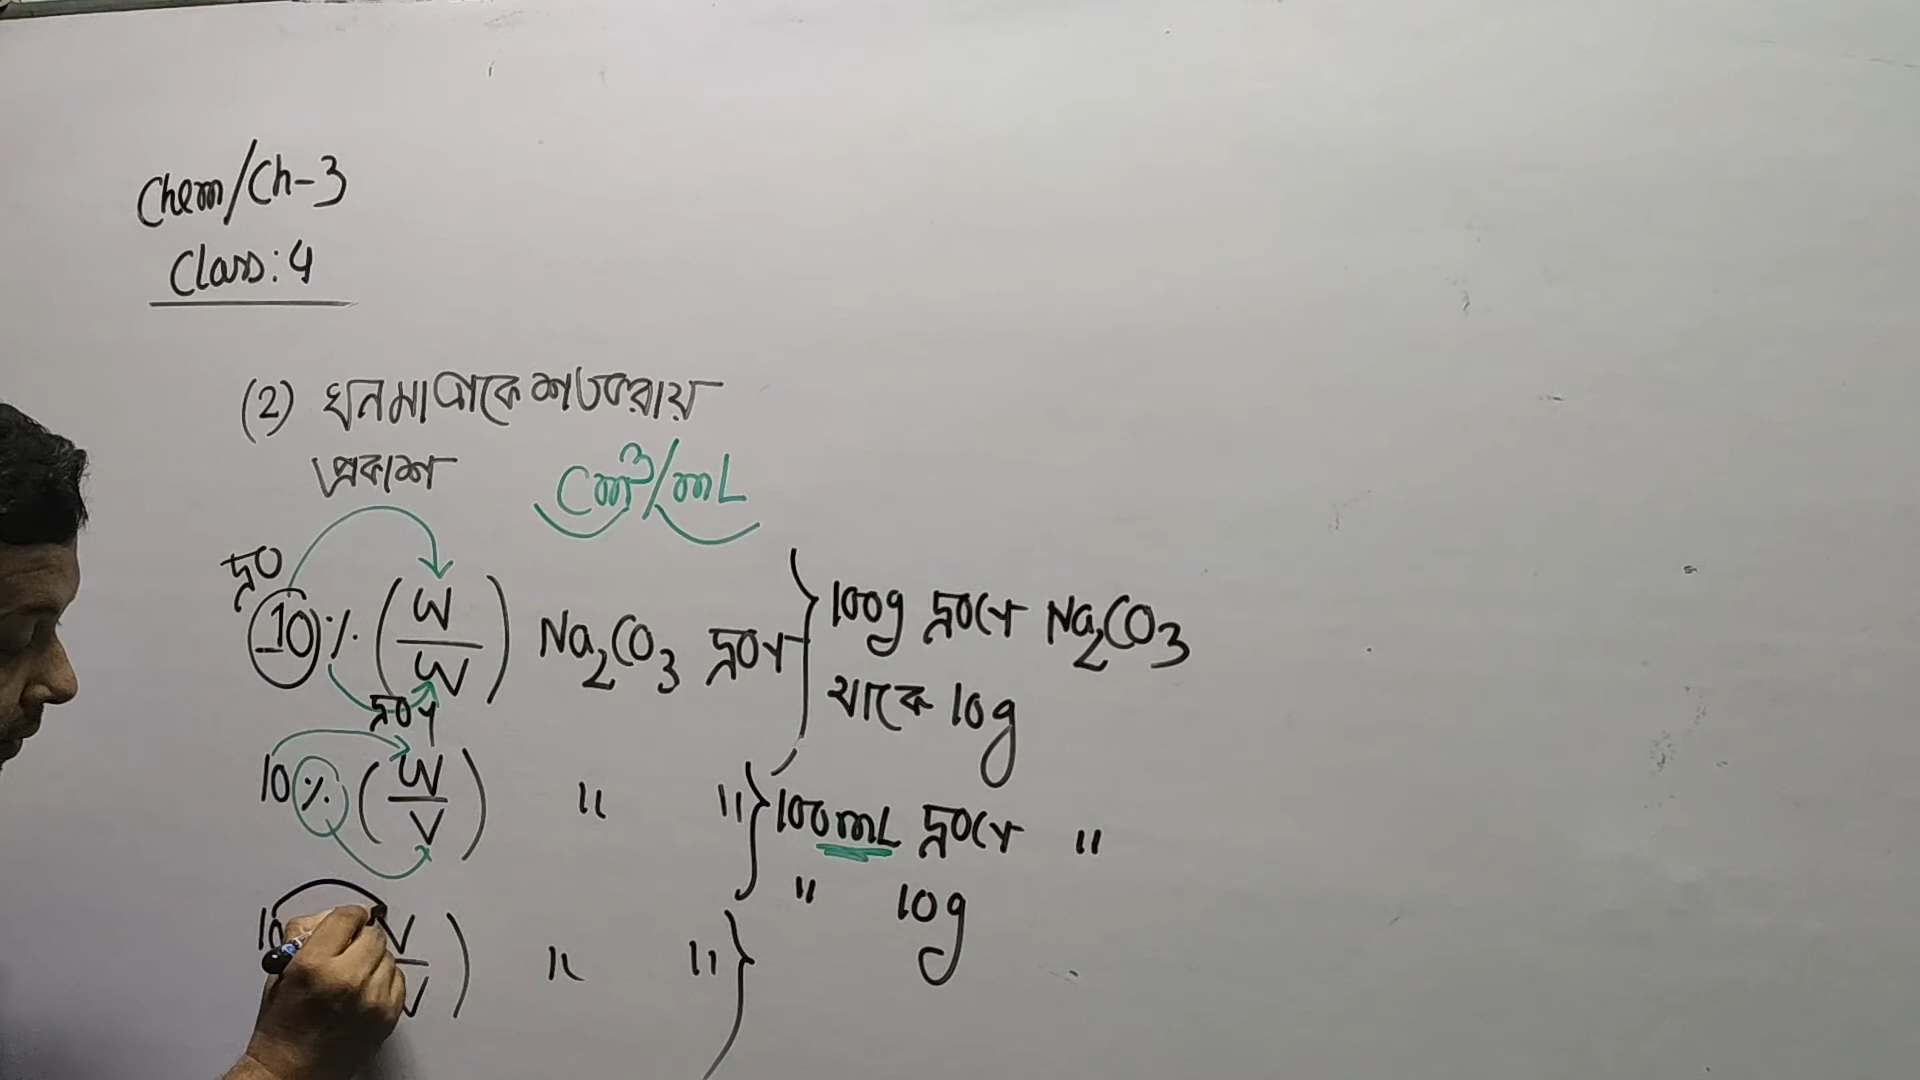 Chem/Ch-3
Class: 4
(2) ঘনমাত্রাকে শতকরায়
প্রকাশ cm³/mL
দ্রব
10% (W/W) Na₂CO₃ দ্রবণ } 100g দ্রবণে Na₂CO₃
থাকে 10g
দ্রবণ
10% (W/V) " " } 100mL দ্রবণে "
" 10g
10 V/V) " " }